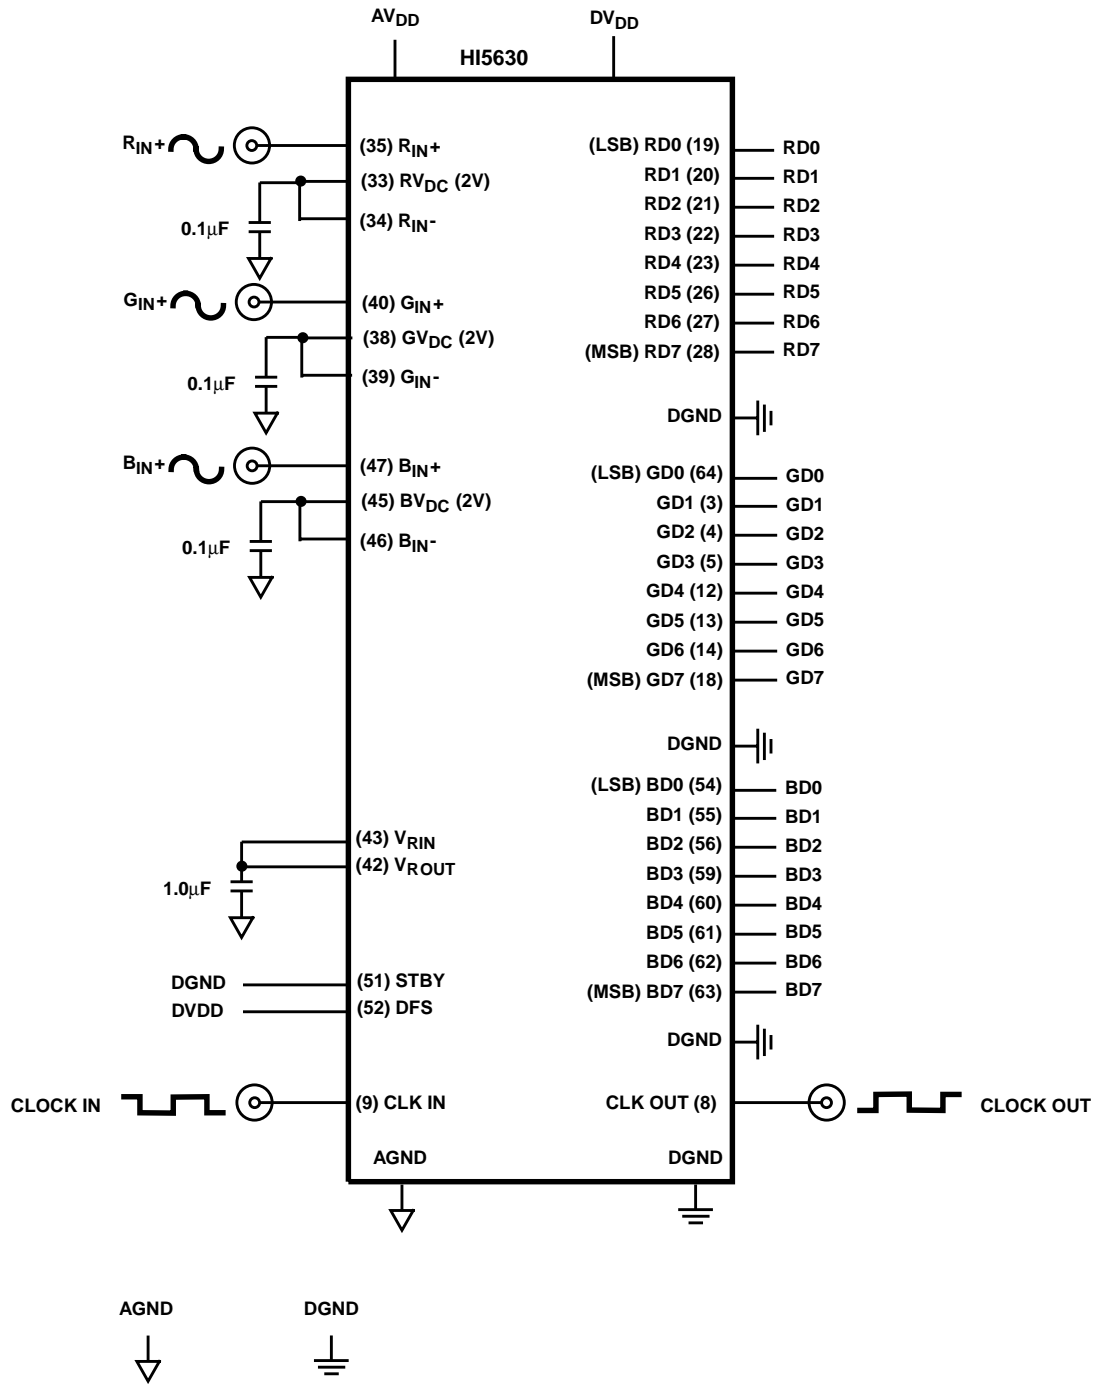 AVDD
DVDD
HI5630
RIN+
(35) RIN+
(33) RVDC (2V)
0.1μF
(34) RIN-
GIN+
(40) GIN+
(38) GVDC (2V)
0.1μF
(39) GIN-
BIN+
(47) BIN+
(45) BVDC (2V)
0.1μF
(46) BIN-
(43) VRIN
(42) VROUT
1.0μF
DGND
(51) STBY
DVDD
(52) DFS
CLOCK IN
(9) CLK IN
AGND
(LSB) RD0 (19)
RD0
RD1 (20)
RD1
RD2 (21)
RD2
RD3 (22)
RD3
RD4 (23)
RD4
RD5 (26)
RD5
RD6 (27)
RD6
(MSB) RD7 (28)
RD7
DGND
(LSB) GD0 (64)
GD0
GD1 (3)
GD1
GD2 (4)
GD2
GD3 (5)
GD3
GD4 (12)
GD4
GD5 (13)
GD5
GD6 (14)
GD6
(MSB) GD7 (18)
GD7
DGND
(LSB) BD0 (54)
BD0
BD1 (55)
BD1
BD2 (56)
BD2
BD3 (59)
BD3
BD4 (60)
BD4
BD5 (61)
BD5
BD6 (62)
BD6
(MSB) BD7 (63)
BD7
DGND
CLK OUT (8)
CLOCK OUT
DGND
AGND
DGND